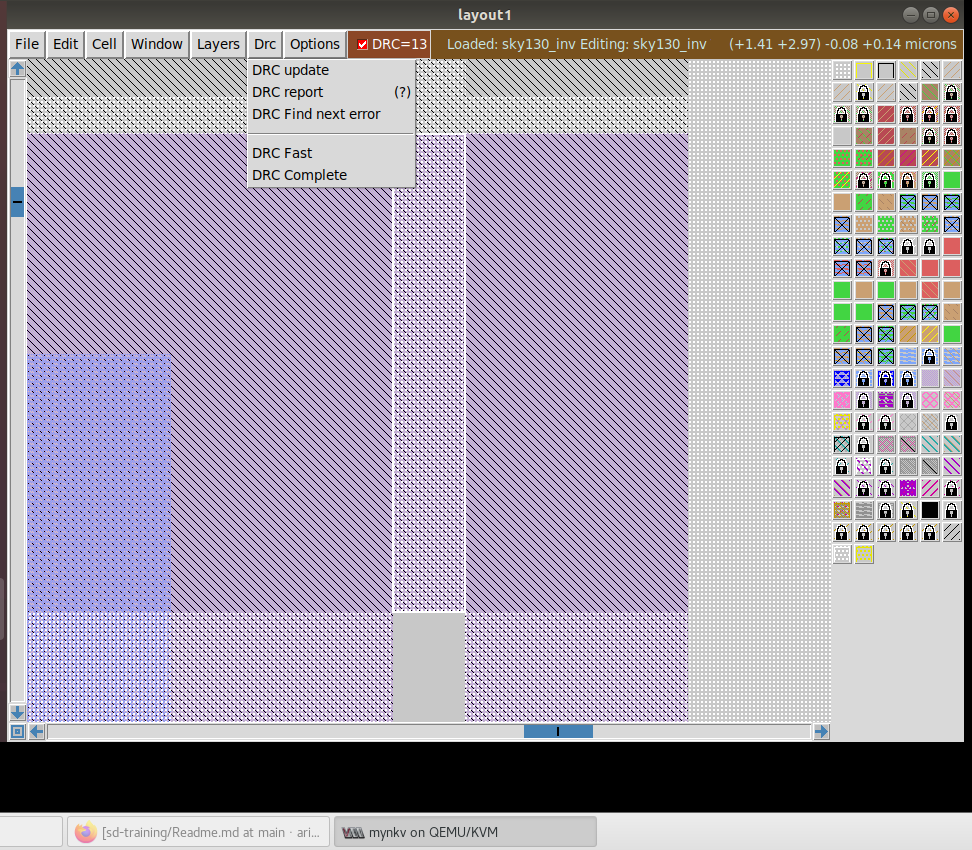 layout1
File Edit Cell Window Layers Drc Options DRC=13 Loaded: sky130_inv Editing: sky130_inv (+1.41 +2.97) -0.08 +0.14 microns
DRC update
DRC report (?)
DRC Find next error
DRC Fast
DRC Complete
[sd-training/Readme.md at main · ari... mynkv on QEMU/KVM